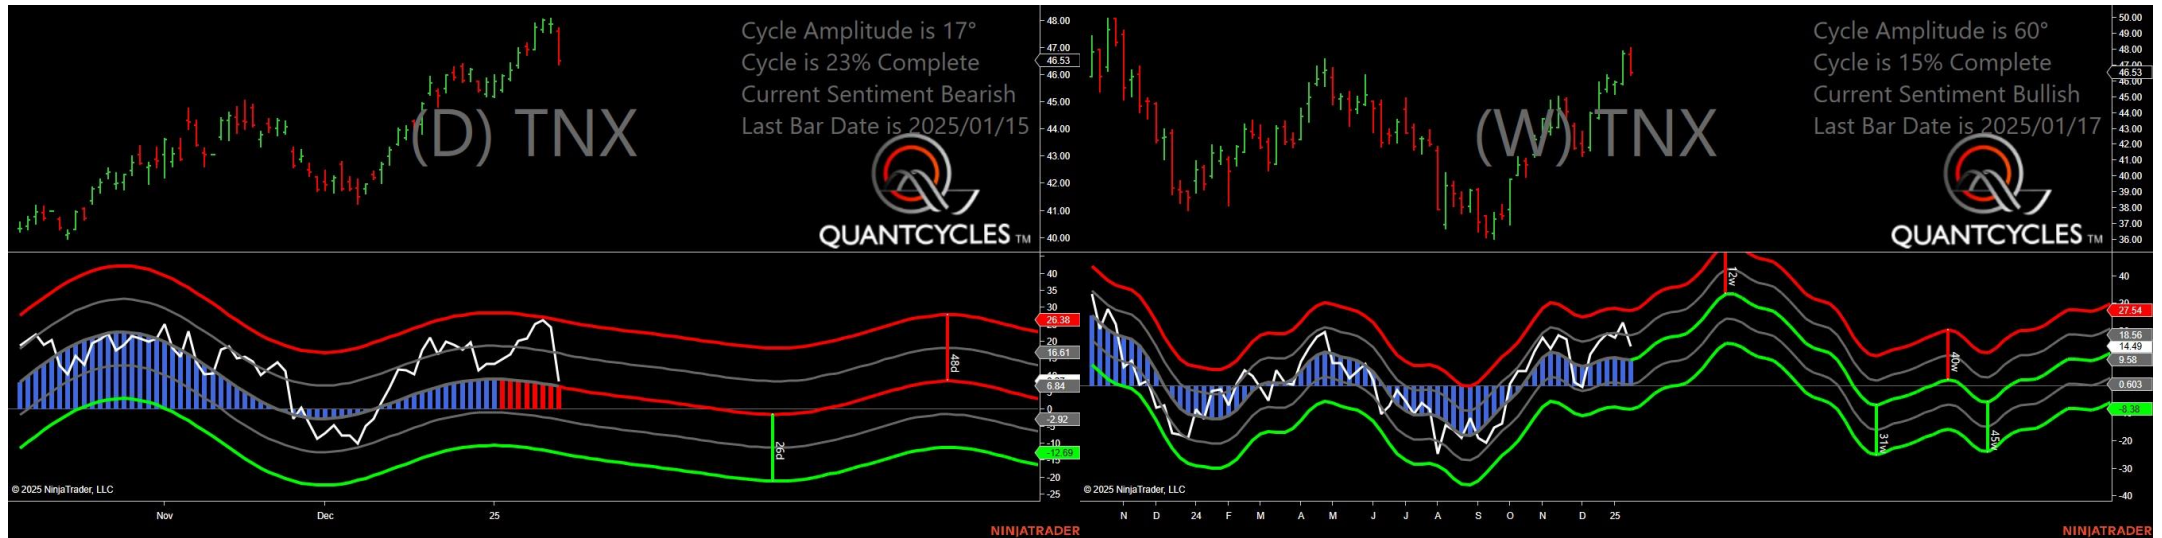 Cycle Amplitude is 17°
Cycle is 23% Complete
Current Sentiment Bearish
Last Bar Date is 2025/01/15
(D) TNX
QUANTCYCLES TM
48.00
47.00
46.53
46.00
45.00
44.00
43.00
42.00
41.00
40.00
40
35
30
26.38
20
16.61
6.84
0
-2.92
-10
-12.69
-20
-25
48d
26d
© 2025 NinjaTrader, LLC
Nov
Dec
25
NINJATRADER
Cycle Amplitude is 60°
Cycle is 15% Complete
Current Sentiment Bullish
Last Bar Date is 2025/01/17
(W) TNX
QUANTCYCLES TM
50.00
49.00
48.00
47.00
46.53
46.00
45.00
44.00
43.00
42.00
41.00
40.00
39.00
38.00
37.00
36.00
40
30
27.54
18.56
14.49
9.58
0.603
-8.38
-20
-30
-40
12w
31w
40w
45w
© 2025 NinjaTrader, LLC
N
D
24
F
M
A
M
J
J
A
S
O
N
D
25
NINJATRADER